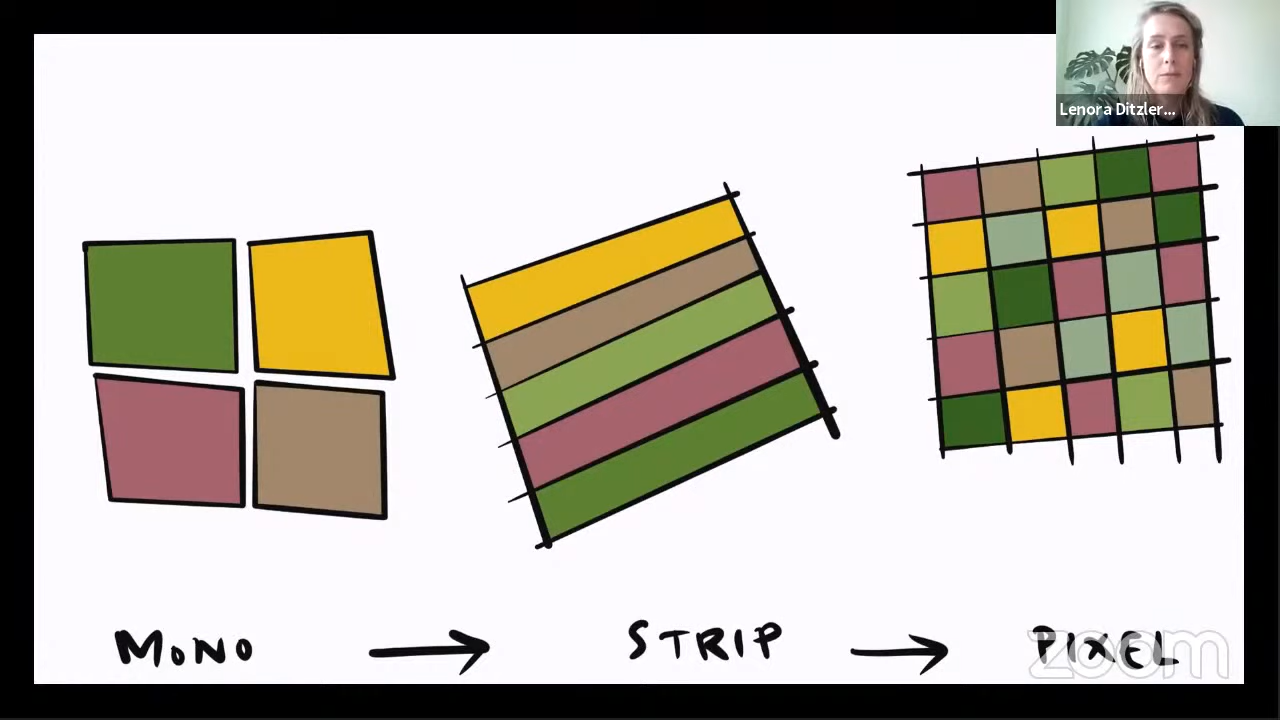 Lenora Ditzler...
MONO → STRIP → PIXEL
zoom